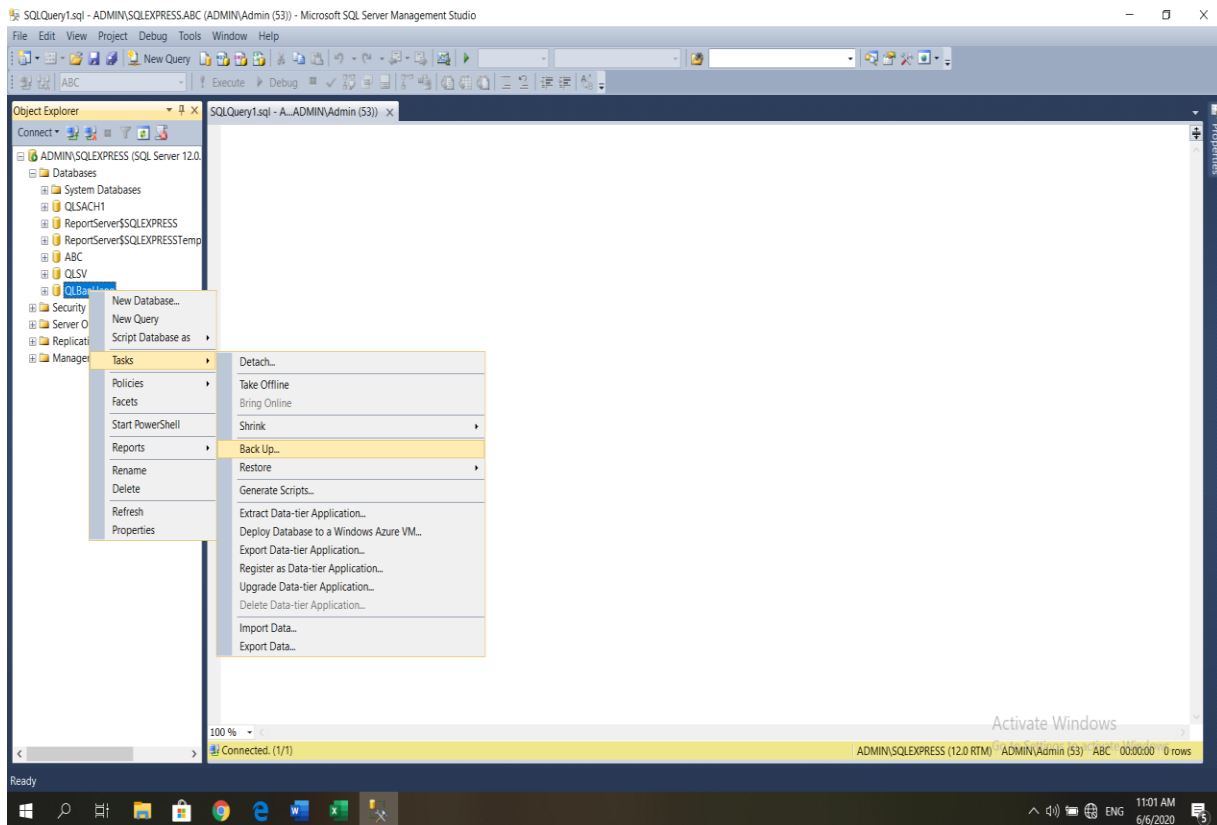 SQLQuery1.sql - ADMIN\SQLEXPRESS.ABC (ADMIN\Admin (53)) - Microsoft SQL Server Management Studio
File Edit View Project Debug Tools Window Help
New Query
ABC Execute Debug
Object Explorer
SQLQuery1.sql - A...ADMIN\Admin (53))
Properties
Connect
ADMIN\SQLEXPRESS (SQL Server 12.0.
Databases
System Databases
QLSACH1
ReportServer$SQLEXPRESS
ReportServer$SQLEXPRESSTemp
ABC
QLSV
Security
Server O
Replicati
Manager
New Database...
New Query
Script Database as
Tasks
Policies
Facets
Start PowerShell
Reports
Rename
Delete
Refresh
Properties
Detach...
Take Offline
Bring Online
Shrink
Back Up...
Restore
Generate Scripts...
Extract Data-tier Application...
Deploy Database to a Windows Azure VM...
Export Data-tier Application...
Register as Data-tier Application...
Upgrade Data-tier Application...
Delete Data-tier Application...
Import Data...
Export Data...
100 %
Activate Windows
Connected. (1/1)
ADMIN\SQLEXPRESS (12.0 RTM) ADMIN\Admin (53) ABC 00:00:00 0 rows
Ready
ENG
11:01 AM
6/6/2020
5